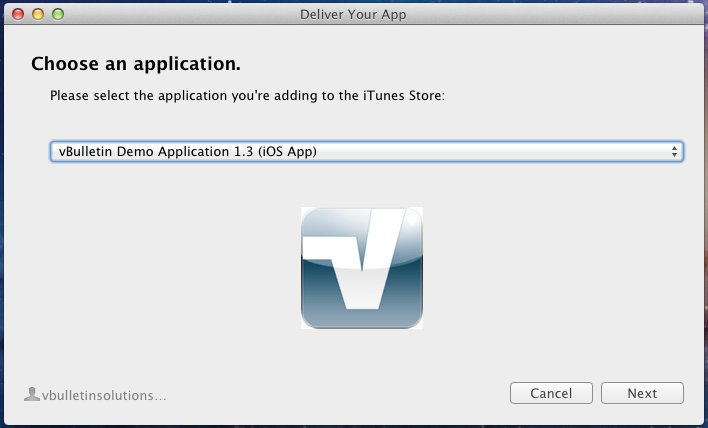 Deliver Your App
Choose an application.
Please select the application you're adding to the iTunes Store:
vBulletin Demo Application 1.3 (iOS App)
vbulletinsolutions...
Cancel
Next